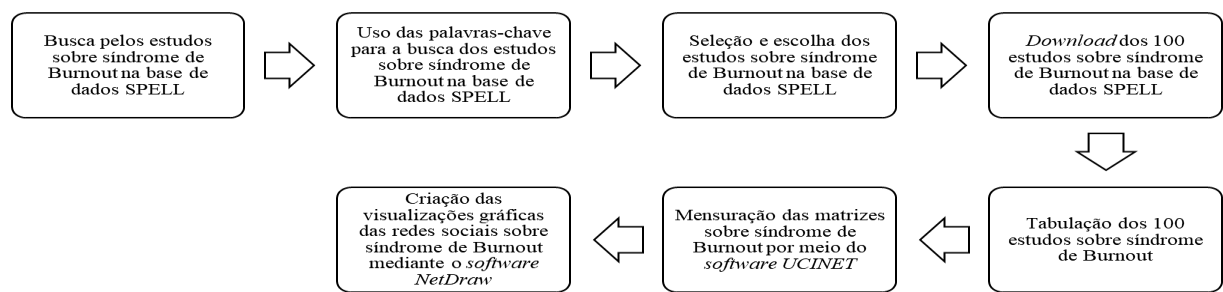 Busca pelos estudos
sobre síndrome de
Burnout na base de
dados SPELL
Uso das palavras-chave
para a busca dos estudos
sobre síndrome de
Burnout na base de
dados SPELL
Seleção e escolha dos
estudos sobre síndrome
de Burnout na base de
dados SPELL
Download dos 100
estudos sobre síndrome
de Burnout na base de
dados SPELL
Tabulação dos 100
estudos sobre síndrome
de Burnout
Mensuração das matrizes
sobre síndrome de
Burnout por meio do
software UCINET
Criação das
visualizações gráficas
das redes sociais sobre
síndrome de Burnout
mediante o software
NetDraw